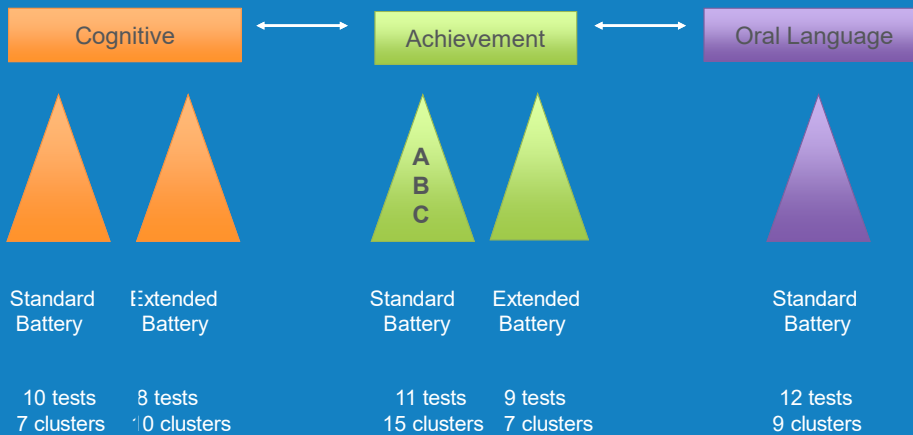 Cognitive
Achievement
Oral Language
A
B
C
Standard
Battery
Extended
Battery
Standard
Battery
Extended
Battery
Standard
Battery
10 tests
7 clusters
8 tests
10 clusters
11 tests
15 clusters
9 tests
7 clusters
12 tests
9 clusters